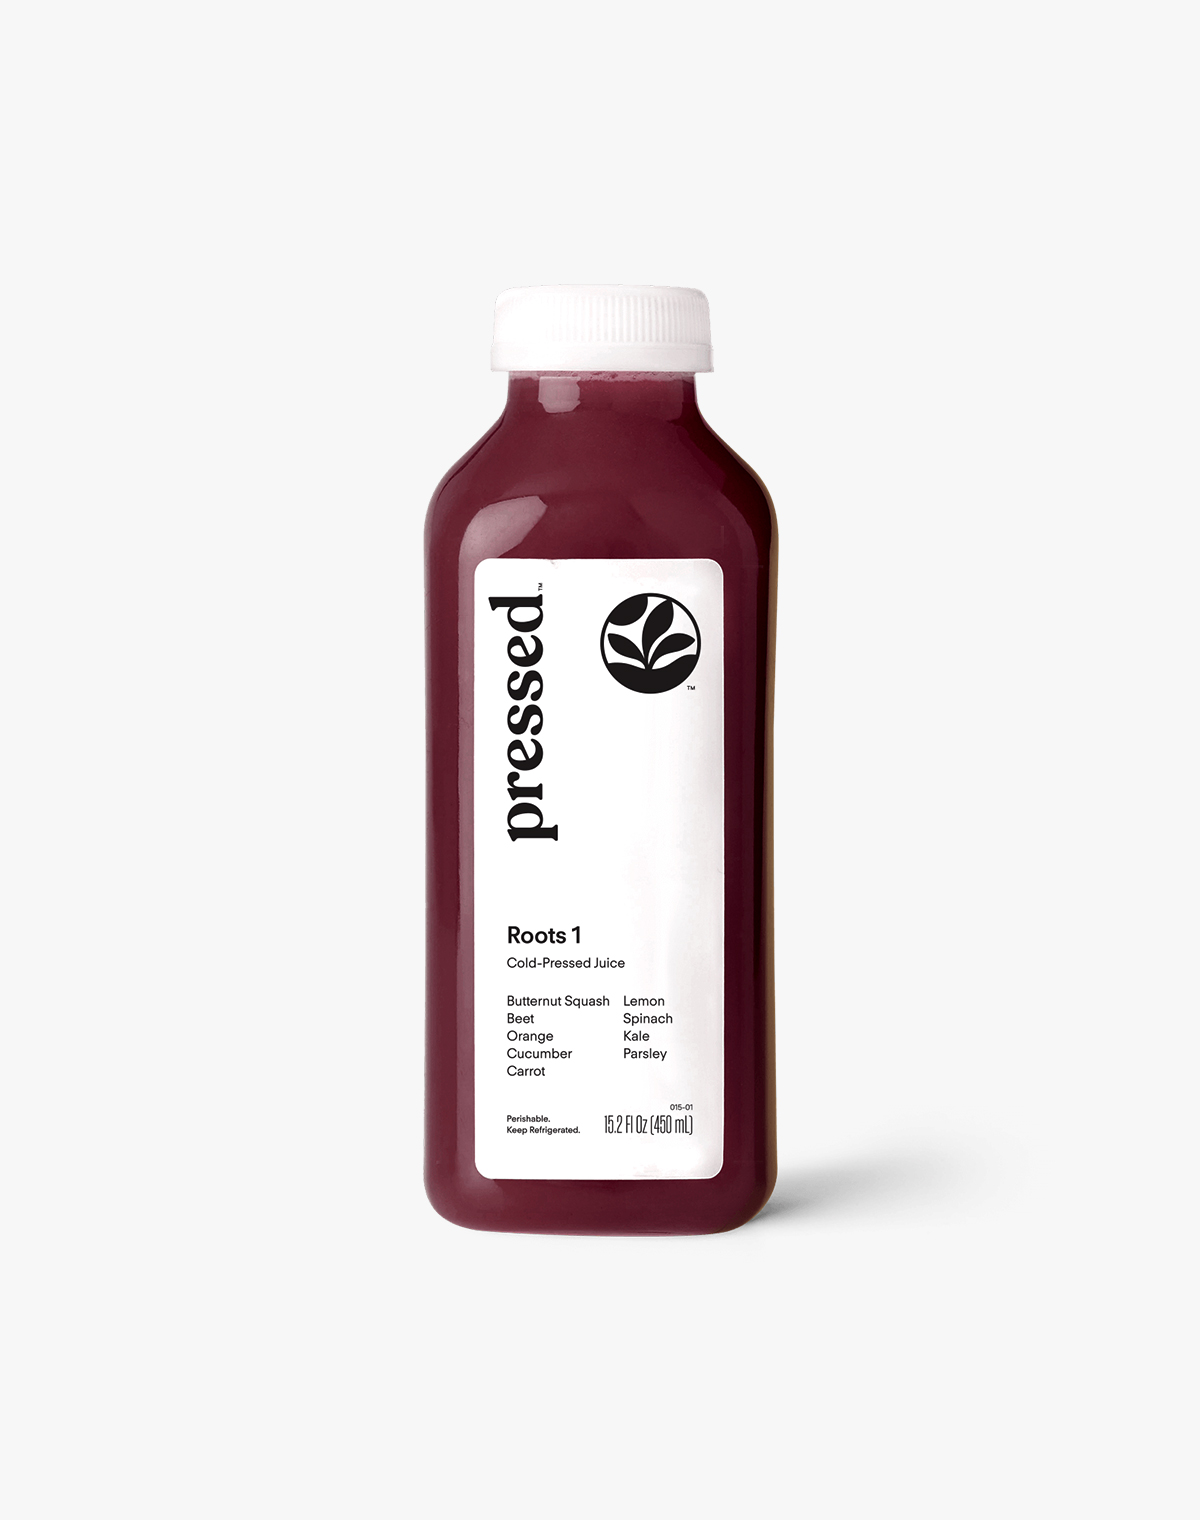 pressed™
™
Roots 1
Cold-Pressed Juice
Butternut Squash
Beet
Orange
Cucumber
Carrot
Lemon
Spinach
Kale
Parsley
015-01
Perishable.
Keep Refrigerated.
15.2 Fl Oz (450 mL)